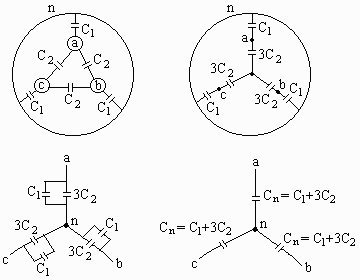 n
C₁
a
C₂ C₂
c b
C₂
C₁ C₁
n
C₁
a
3C₂
3C₂ b
c 3C₂ C₁
C₁
a
C₁ 3C₂
n
3C₂ C₁
3C₂
c C₁ b
a
Cₙ = C₁+3C₂
Cₙ = C₁+3C₂ n
Cₙ = C₁+3C₂
c b